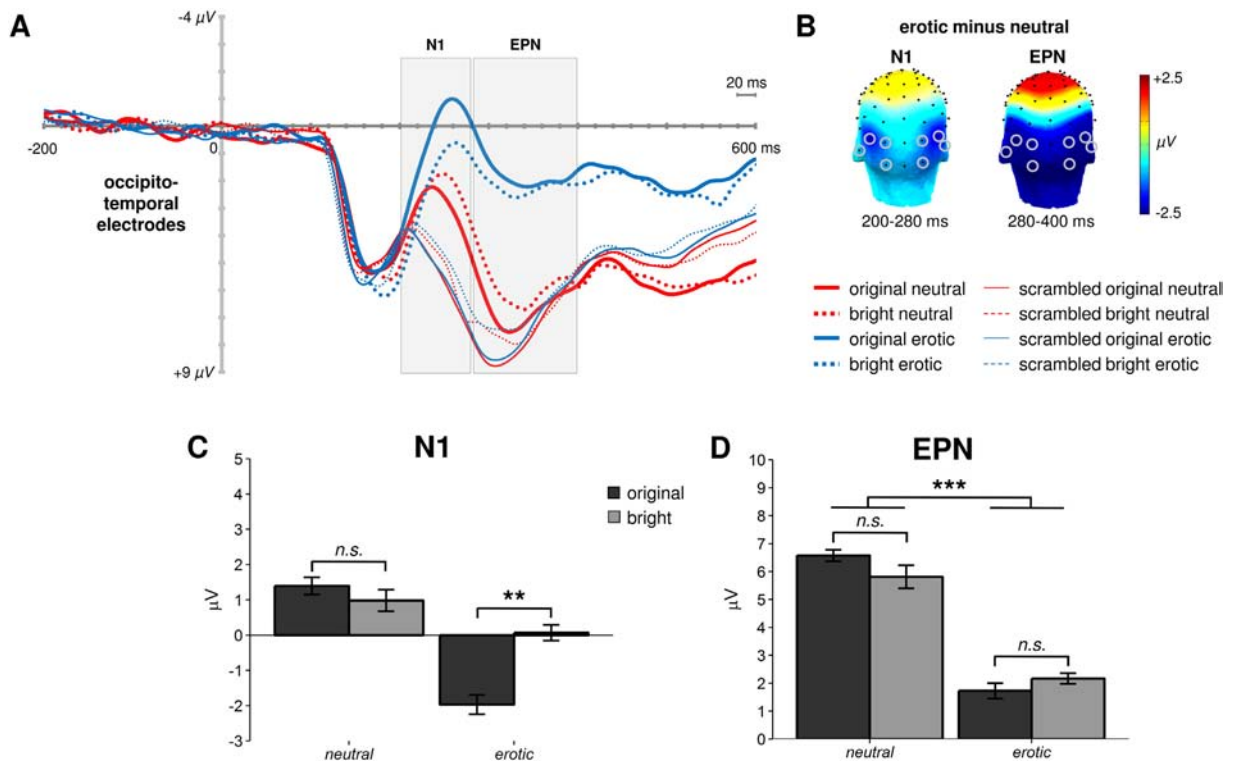 A
-4 µV
N1
EPN
20 ms
-200
0
600 ms
occipito-
temporal
electrodes
+9 µV
B
erotic minus neutral
N1
EPN
+2.5
µV
-2.5
200-280 ms
280-400 ms
original neutral
bright neutral
original erotic
bright erotic
scrambled original neutral
scrambled bright neutral
scrambled original erotic
scrambled bright erotic
C
N1
5
4
3
2
1
0
-1
-2
-3
µV
n.s.
**
original
bright
neutral
erotic
D
EPN
10
9
8
7
6
5
4
3
2
1
0
µV
***
n.s.
n.s.
neutral
erotic